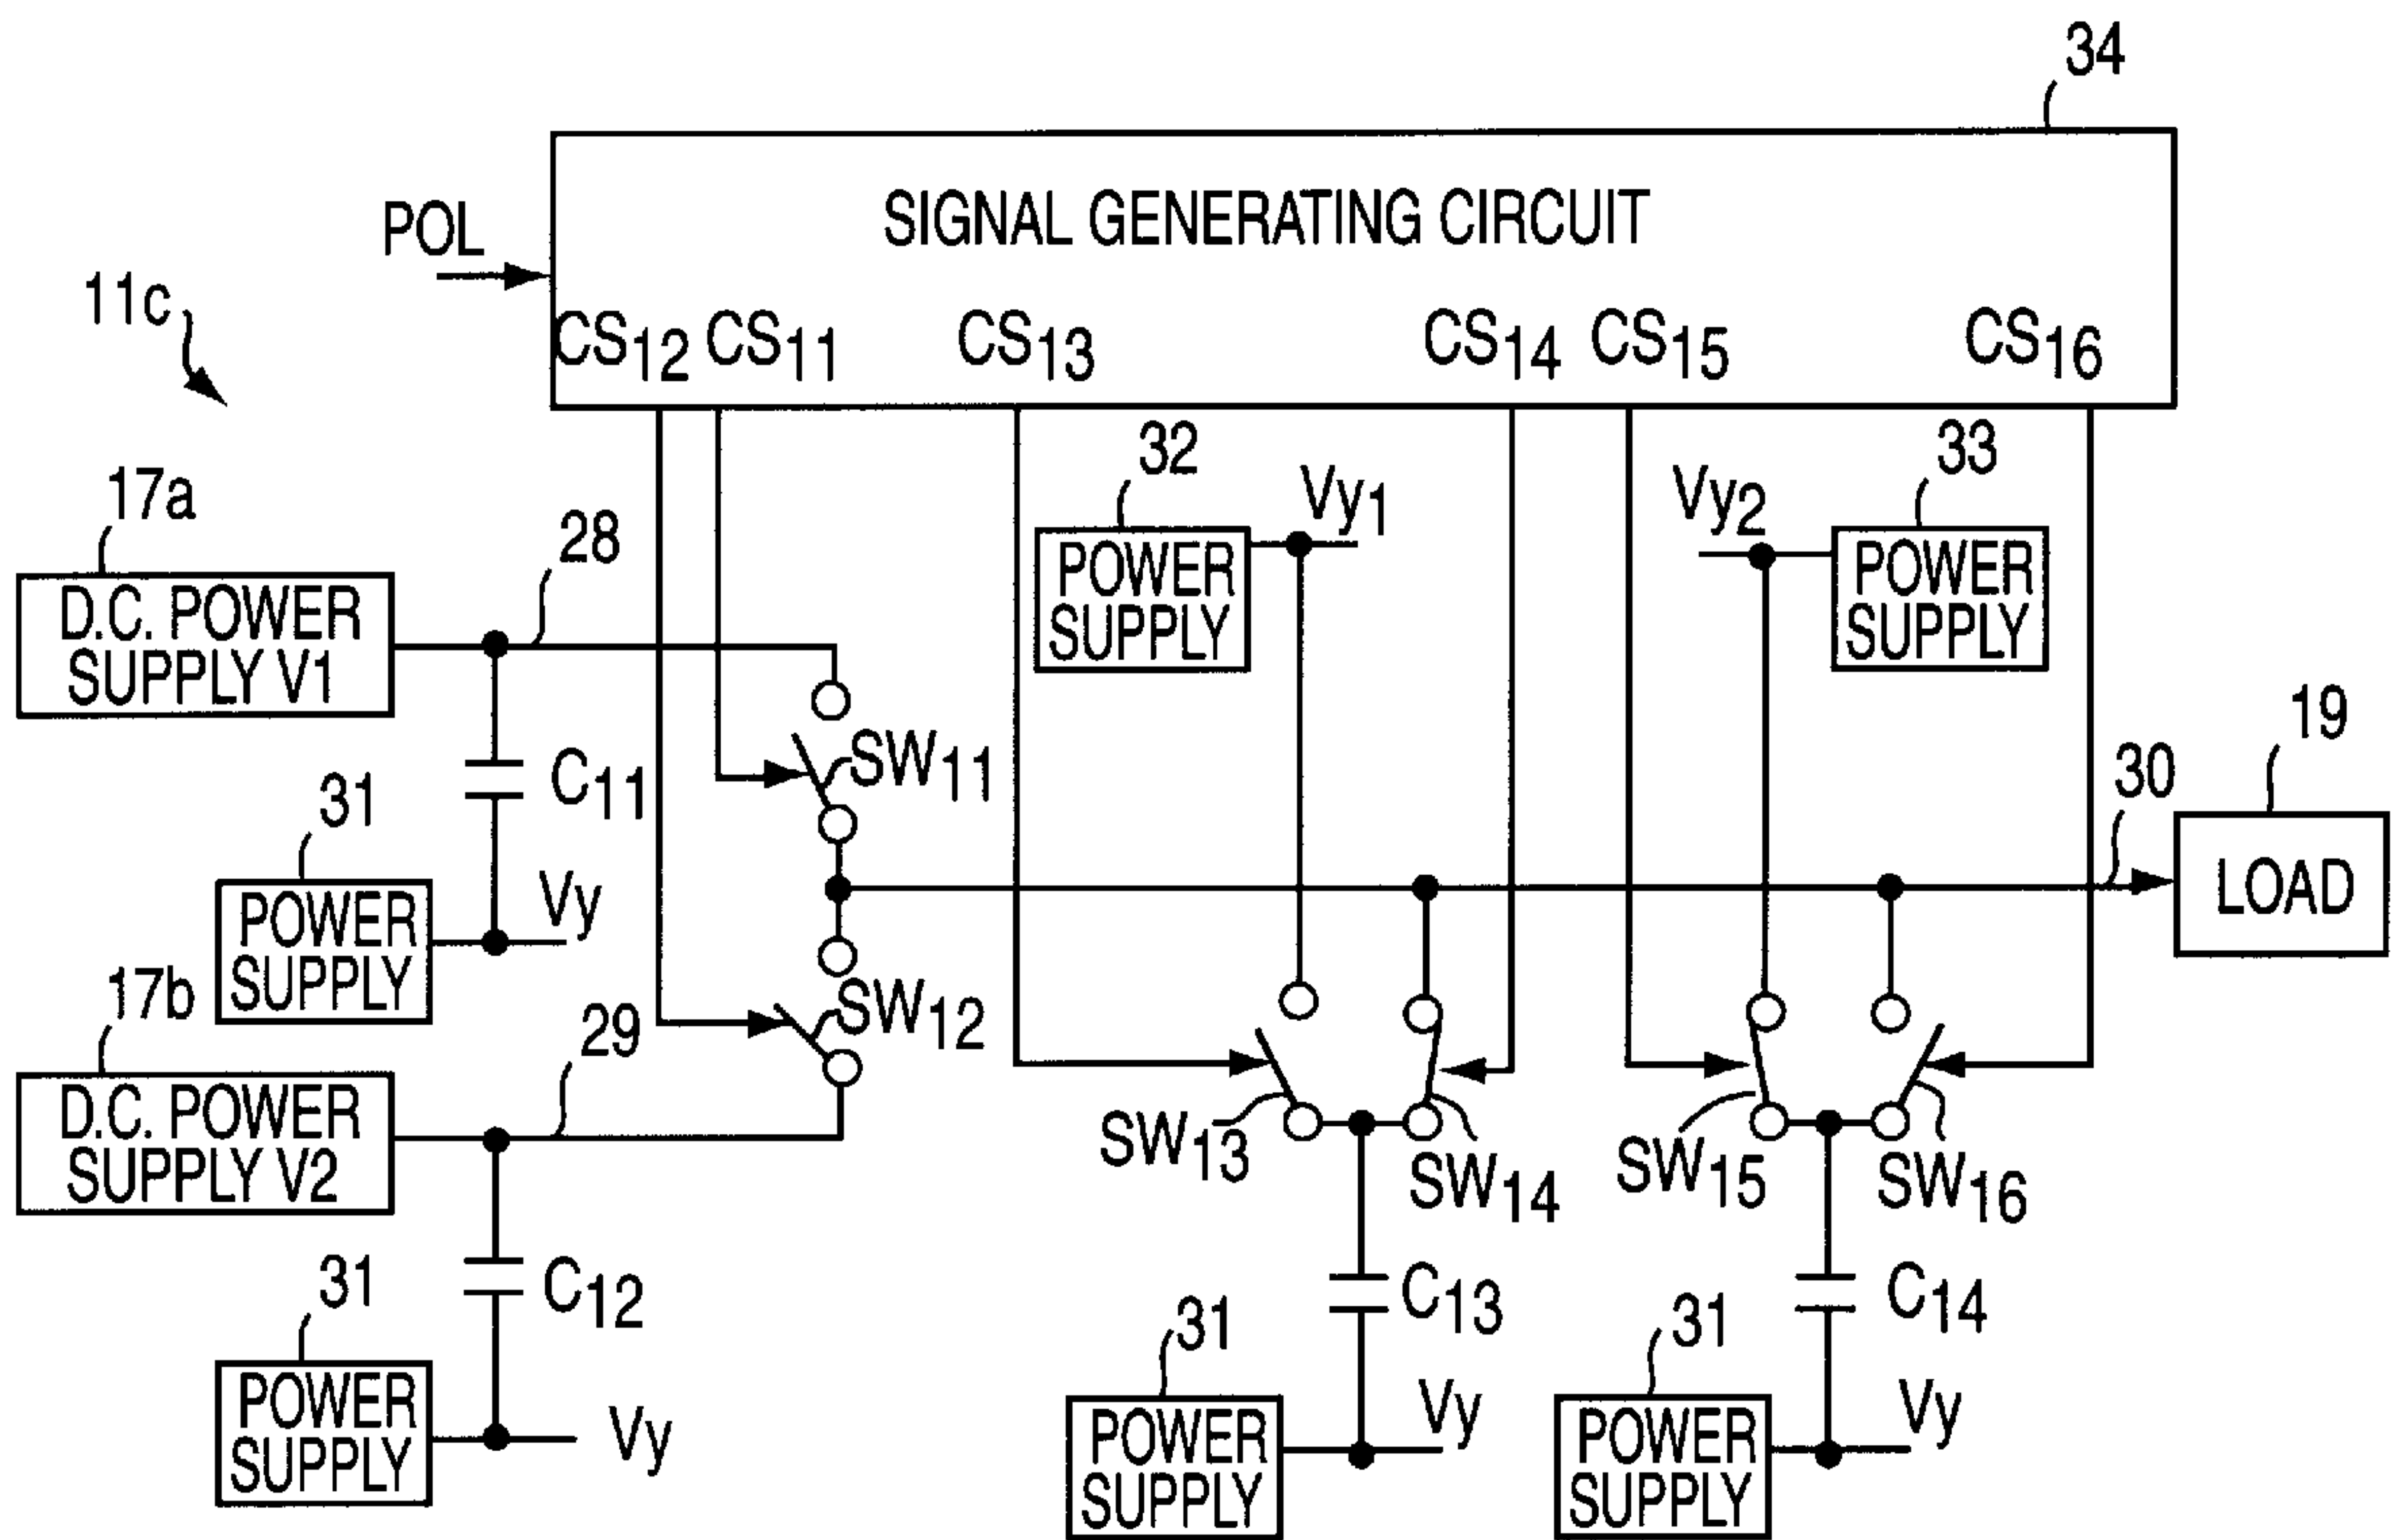 34
SIGNAL GENERATING CIRCUIT
POL
11c
CS12 CS11 CS13 CS14 CS15 CS16
32
Vy1
Vy2
33
17a
28
POWER
SUPPLY
POWER
SUPPLY
D.C. POWER
SUPPLY V1
19
SW11
30
C11
31
LOAD
Vy
POWER
SUPPLY
17b
SW12
29
D.C. POWER
SUPPLY V2
SW13
SW14
SW15
SW16
31
C12
C13
C14
31
31
POWER
SUPPLY
Vy
Vy
Vy
POWER
SUPPLY
POWER
SUPPLY